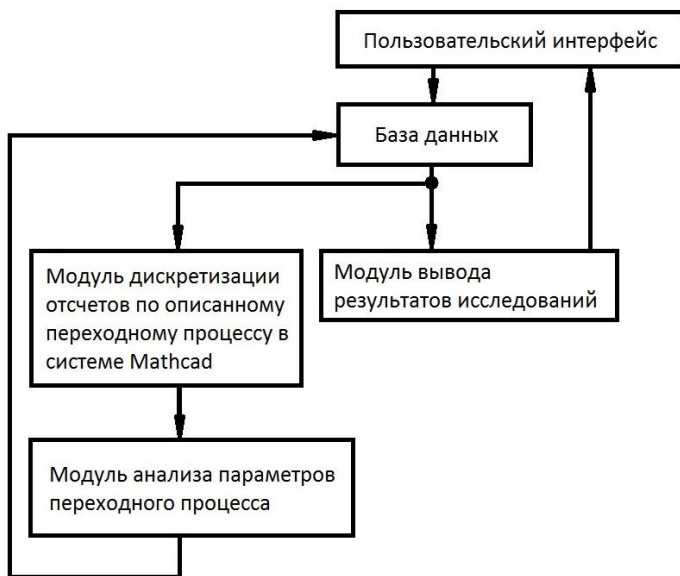 Пользовательский интерфейс
База данных
Модуль дискретизации
отсчетов по описанному
переходному процессу в
системе Mathcad
Модуль вывода
результатов исследований
Модуль анализа параметров
переходного процесса